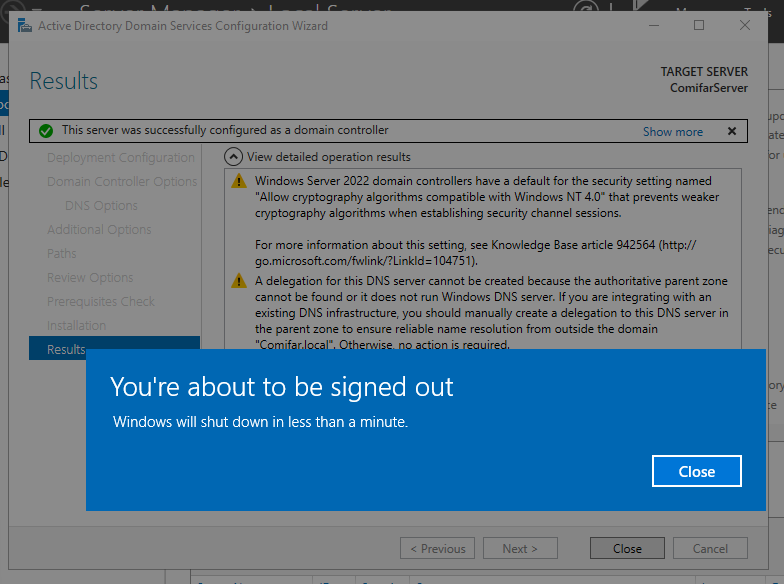 Server Manager
Local Server
Active Directory Domain Services Configuration Wizard
Results
TARGET SERVER
ComifarServer
This server was successfully configured as a domain controller
Show more
Deployment Configuration
Domain Controller Options
DNS Options
Additional Options
Paths
Review Options
Prerequisites Check
Installation
Results
View detailed operation results
Windows Server 2022 domain controllers have a default for the security setting named
"Allow cryptography algorithms compatible with Windows NT 4.0" that prevents weaker
cryptography algorithms when establishing security channel sessions.
For more information about this setting, see Knowledge Base article 942564 (http://
go.microsoft.com/fwlink/?LinkId=104751).
A delegation for this DNS server cannot be created because the authoritative parent zone
cannot be found or it does not run Windows DNS server. If you are integrating with an
existing DNS infrastructure, you should manually create a delegation to this DNS server in
the parent zone to ensure reliable name resolution from outside the domain
"Comifar.local". Otherwise, no action is required.
You're about to be signed out
Windows will shut down in less than a minute.
Close
< Previous
Next >
Close
Cancel